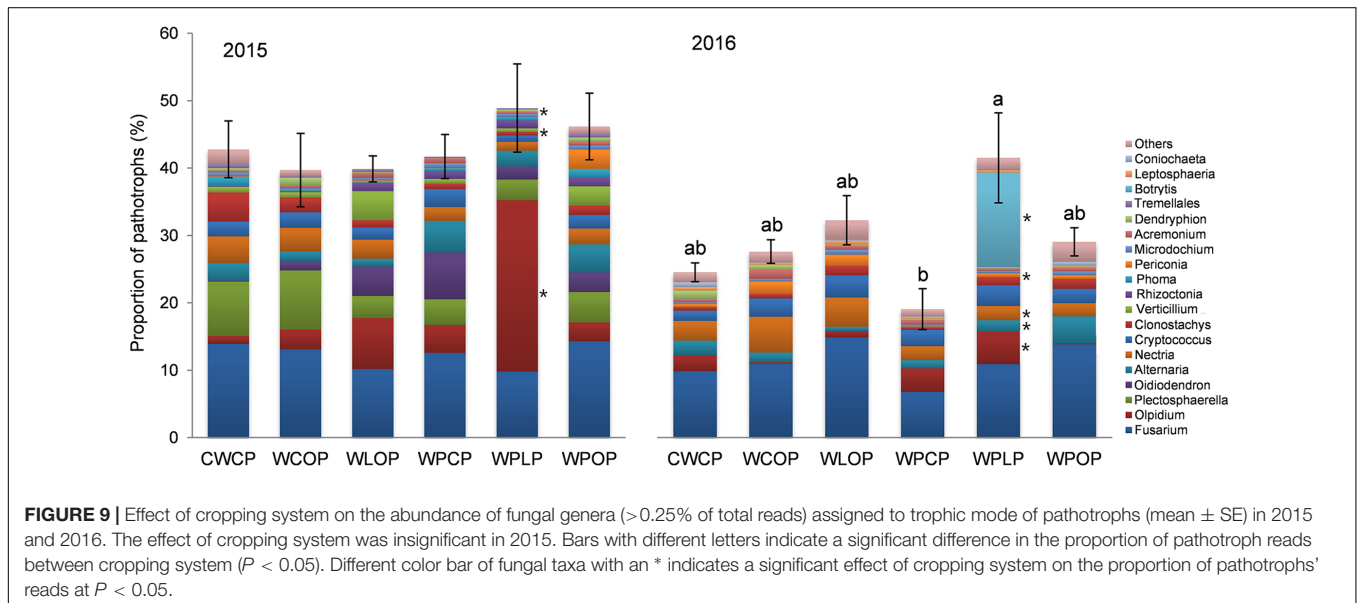 60
50
40
30
20
10
0
Proportion of pathotrophs (%)
2015
2016
*
*
*
ab
ab
ab
b
a
ab
*
*
*
*
*
CWCP WCOP WLOP WPCP WPLP WPOP
CWCP WCOP WLOP WPCP WPLP WPOP
Others
Coniochaeta
Leptosphaeria
Botrytis
Tremellales
Dendryphion
Acremonium
Microdochium
Periconia
Phoma
Rhizoctonia
Verticillium
Clonostachys
Cryptococcus
Nectria
Alternaria
Oidiodendron
Plectosphaerella
Olpidium
Fusarium
FIGURE 9 | Effect of cropping system on the abundance of fungal genera (>0.25% of total reads) assigned to trophic mode of pathotrophs (mean ± SE) in 2015
and 2016. The effect of cropping system was insignificant in 2015. Bars with different letters indicate a significant difference in the proportion of pathotroph reads
between cropping system (P < 0.05). Different color bar of fungal taxa with an * indicates a significant effect of cropping system on the proportion of pathotrophs'
reads at P < 0.05.